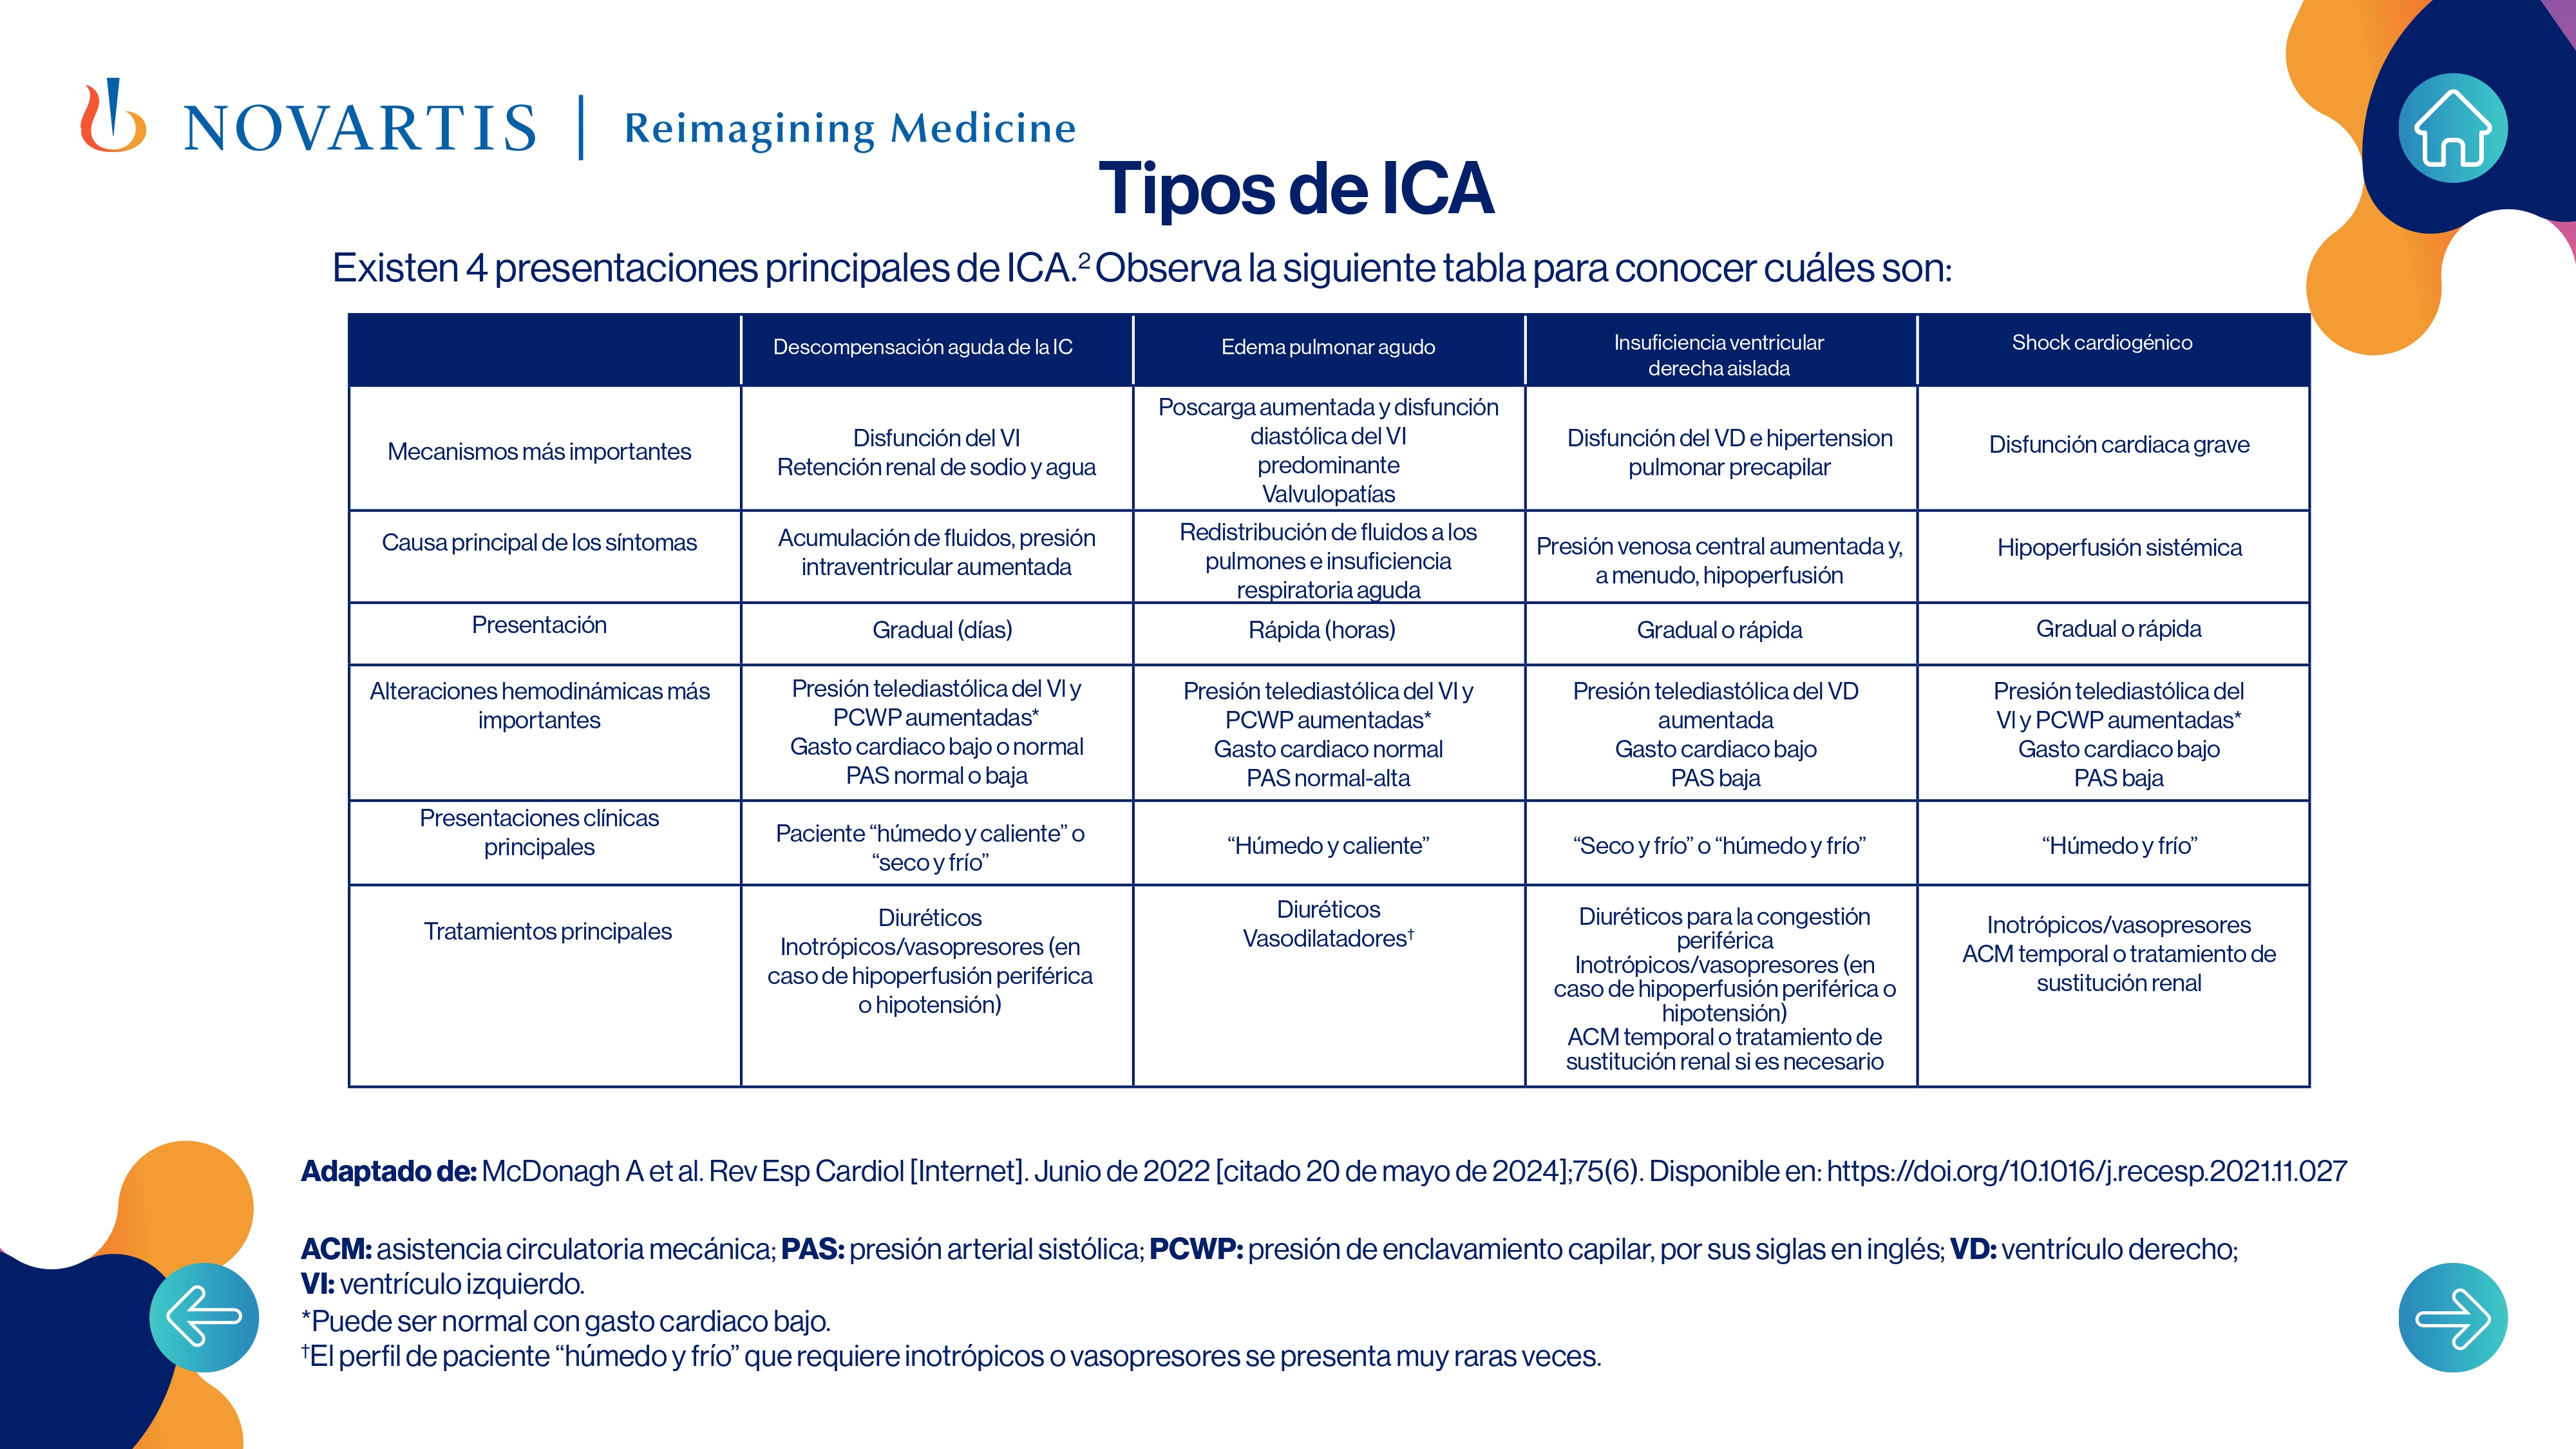 NOVARTIS | Reimagining Medicine
Tipos de ICA
Existen 4 presentaciones principales de ICA.² Observa la siguiente tabla para conocer cuáles son:
Descompensación aguda de la IC
Edema pulmonar agudo
Insuficiencia ventricular
derecha aislada
Shock cardiogénico
Mecanismos más importantes
Disfunción del VI
Retención renal de sodio y agua
Poscarga aumentada y disfunción
diastólica del VI
predominante
Valvulopatías
Disfunción del VD e hipertension
pulmonar precapilar
Disfunción cardiaca grave
Causa principal de los síntomas
Acumulación de fluidos, presión
intraventricular aumentada
Redistribución de fluidos a los
pulmones e insuficiencia
respiratoria aguda
Presión venosa central aumentada y,
a menudo, hipoperfusión
Hipoperfusión sistémica
Presentación
Gradual (días)
Rápida (horas)
Gradual o rápida
Gradual o rápida
Alteraciones hemodinámicas más
importantes
Presión telediastólica del VI y
PCWP aumentadas*
Gasto cardiaco bajo o normal
PAS normal o baja
Presión telediastólica del VI y
PCWP aumentadas*
Gasto cardiaco normal
PAS normal-alta
Presión telediastólica del VD
aumentada
Gasto cardiaco bajo
PAS baja
Presión telediastólica del
VI y PCWP aumentadas*
Gasto cardiaco bajo
PAS baja
Presentaciones clínicas
principales
Paciente “húmedo y caliente” o
“seco y frío”
“Húmedo y caliente”
“Seco y frío” o “húmedo y frío”
“Húmedo y frío”
Tratamientos principales
Diuréticos
Inotrópicos/vasopresores (en
caso de hipoperfusión periférica
o hipotensión)
Diuréticos
Vasodilatadores†
Diuréticos para la congestión
periférica
Inotrópicos/vasopresores (en
caso de hipoperfusión periférica o
hipotensión)
ACM temporal o tratamiento de
sustitución renal si es necesario
Inotrópicos/vasopresores
ACM temporal o tratamiento de
sustitución renal
Adaptado de: McDonagh A et al. Rev Esp Cardiol [Internet]. Junio de 2022 [citado 20 de mayo de 2024];75(6). Disponible en: https://doi.org/10.1016/j.recesp.2021.11.027
ACM: asistencia circulatoria mecánica; PAS: presión arterial sistólica; PCWP: presión de enclavamiento capilar, por sus siglas en inglés; VD: ventrículo derecho;
VI: ventrículo izquierdo.
*Puede ser normal con gasto cardiaco bajo.
†El perfil de paciente “húmedo y frío” que requiere inotrópicos o vasopresores se presenta muy raras veces.